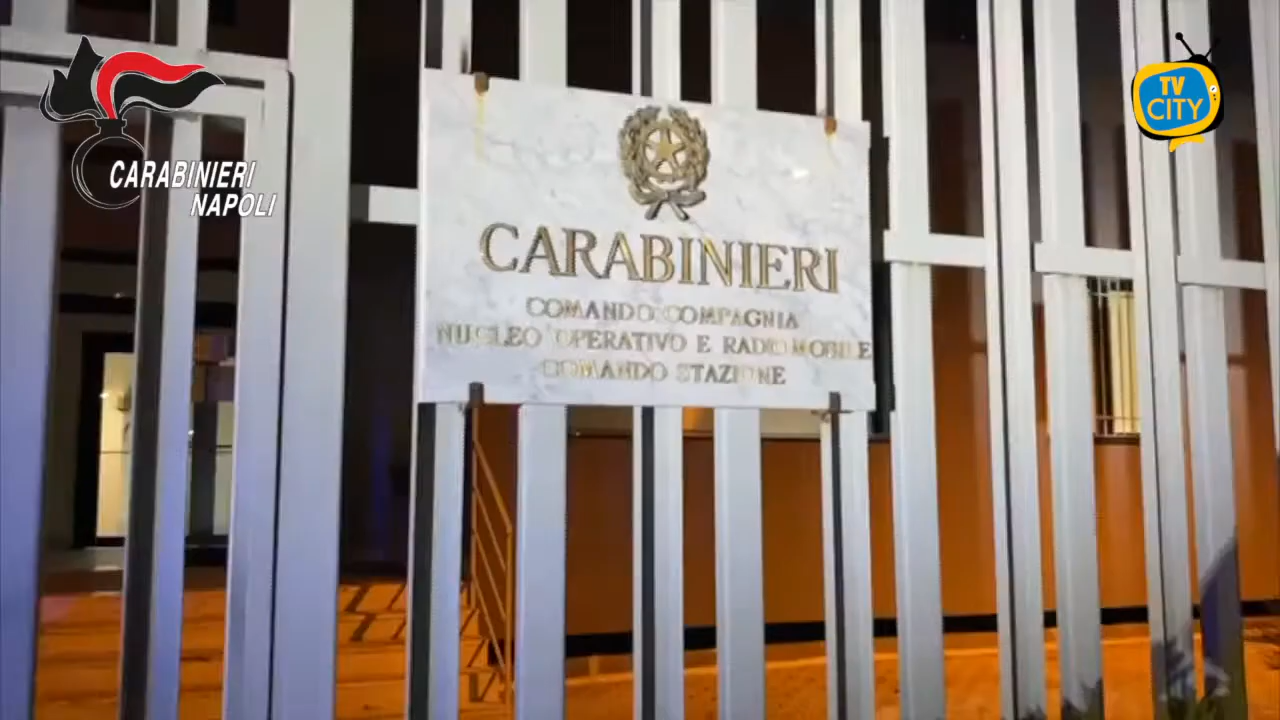 CARABINIERI
NAPOLI
TV
CITY
CARABINIERI
COMANDO COMPAGNIA
NUCLEO OPERATIVO E RADIOMOBILE
COMANDO STAZIONE